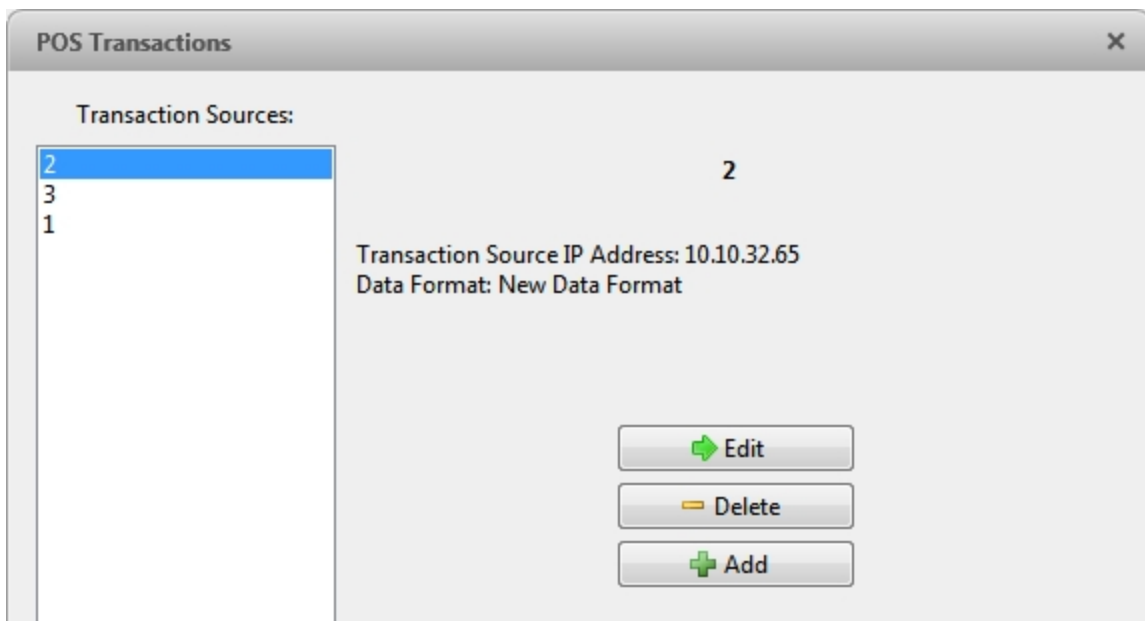 POS Transactions
Transaction Sources:
2
3
1
2
Transaction Source IP Address: 10.10.32.65
Data Format: New Data Format
Edit
Delete
Add